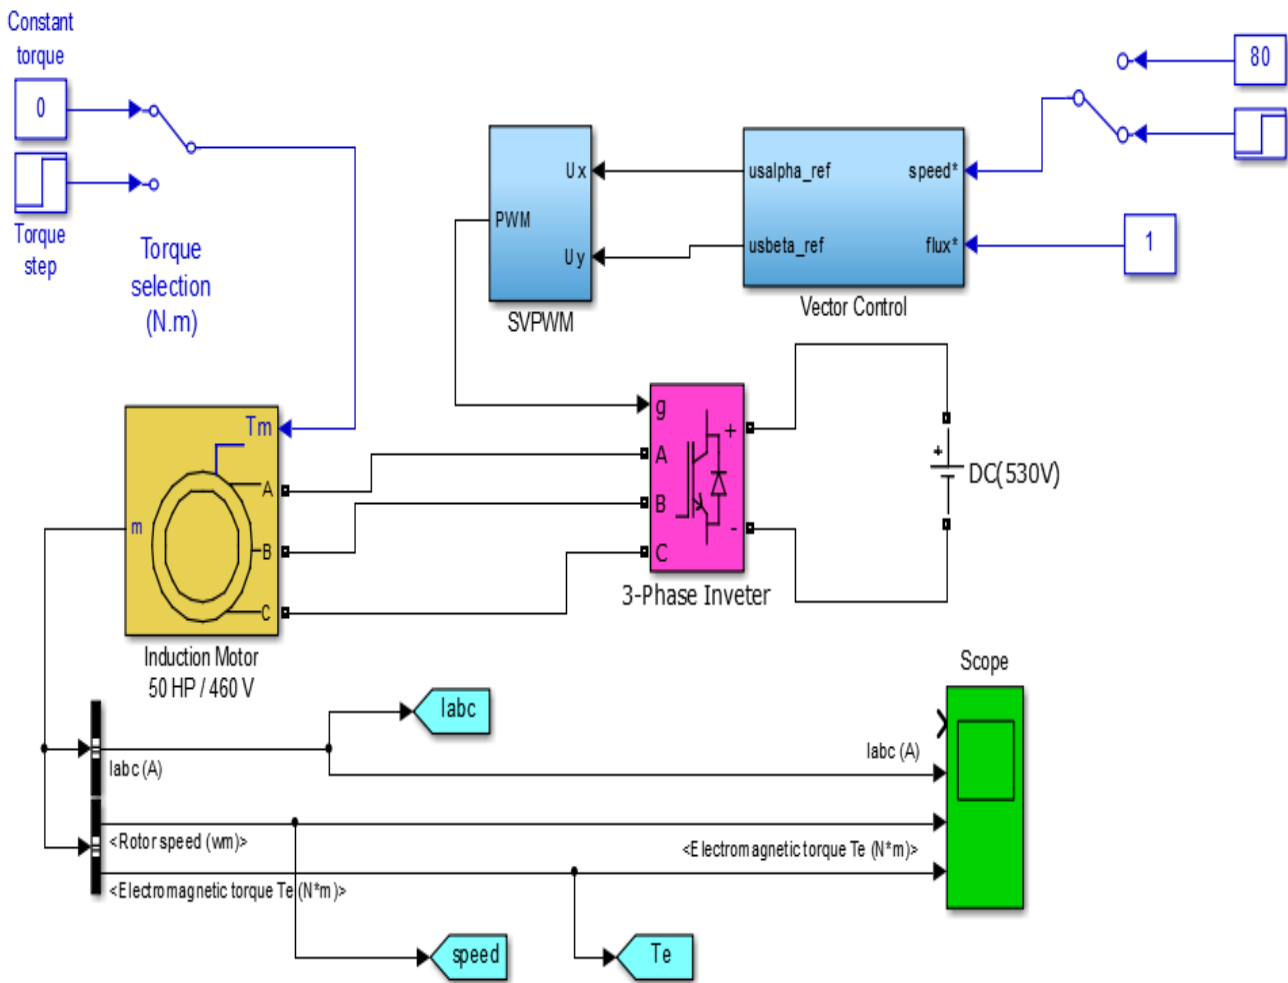 Constant
torque
0
Torque
step
Torque
selection
(N.m)
80
1
Ux
PWM
Uy
SVPWM
usalpha_ref
speed*
usbeta_ref
flux*
Vector Control
Tm
A
m
B
C
Induction Motor
50 HP / 460 V
g
+
A
B
-
C
3-Phase Inveter
+
DC(530V)
Scope
Iabc
Iabc (A)
Iabc (A)
<Rotor speed (wm)>
<Electromagnetic torque Te (N*m)>
<Electromagnetic torque Te (N*m)>
speed
Te